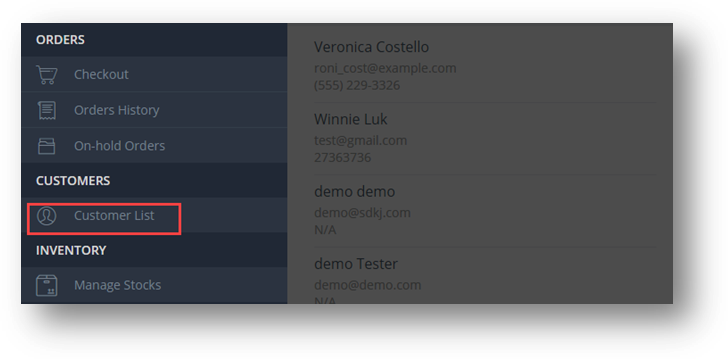 ORDERS
Checkout
Orders History
On-hold Orders
CUSTOMERS
Customer List
INVENTORY
Manage Stocks
Veronica Costello
roni_cost@example.com
(555) 229-3326
Winnie Luk
test@gmail.com
27363736
demo demo
demo@sdkj.com
N/A
demo Tester
demo@demo.com
N/A